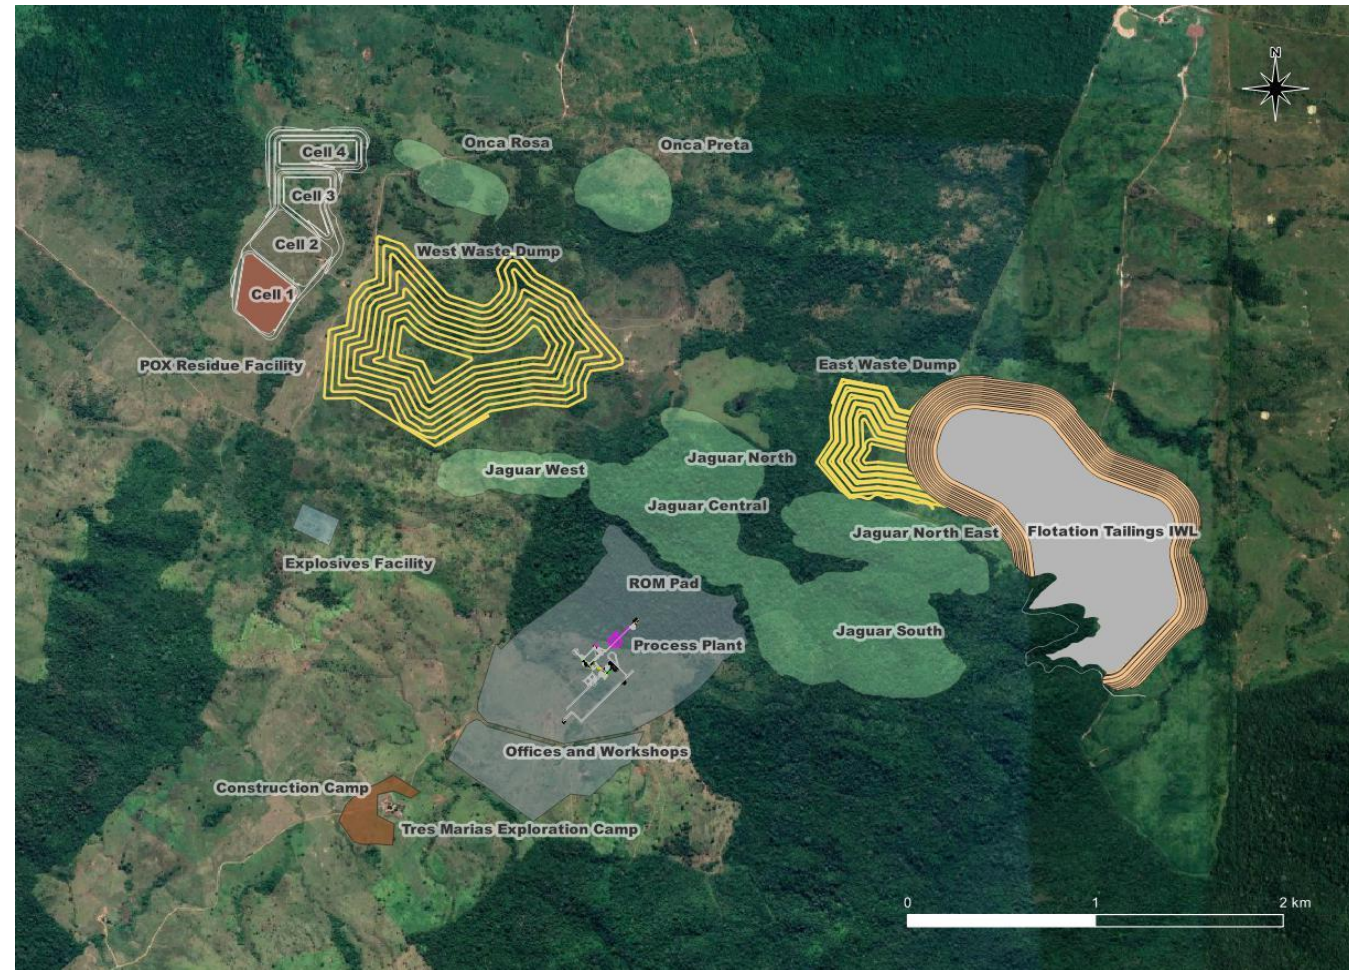 N
Onca Rosa
Onca Preta
Cell 4
Cell 3
Cell 2
Cell 1
West Waste Dump
POX Residue Facility
East Waste Dump
Jaguar West
Jaguar North
Jaguar Central
Jaguar North East
Flotation Tailings IWL
Explosives Facility
ROM Pad
Jaguar South
Process Plant
Offices and Workshops
Construction Camp
Tres Marias Exploration Camp
0 1 2 km